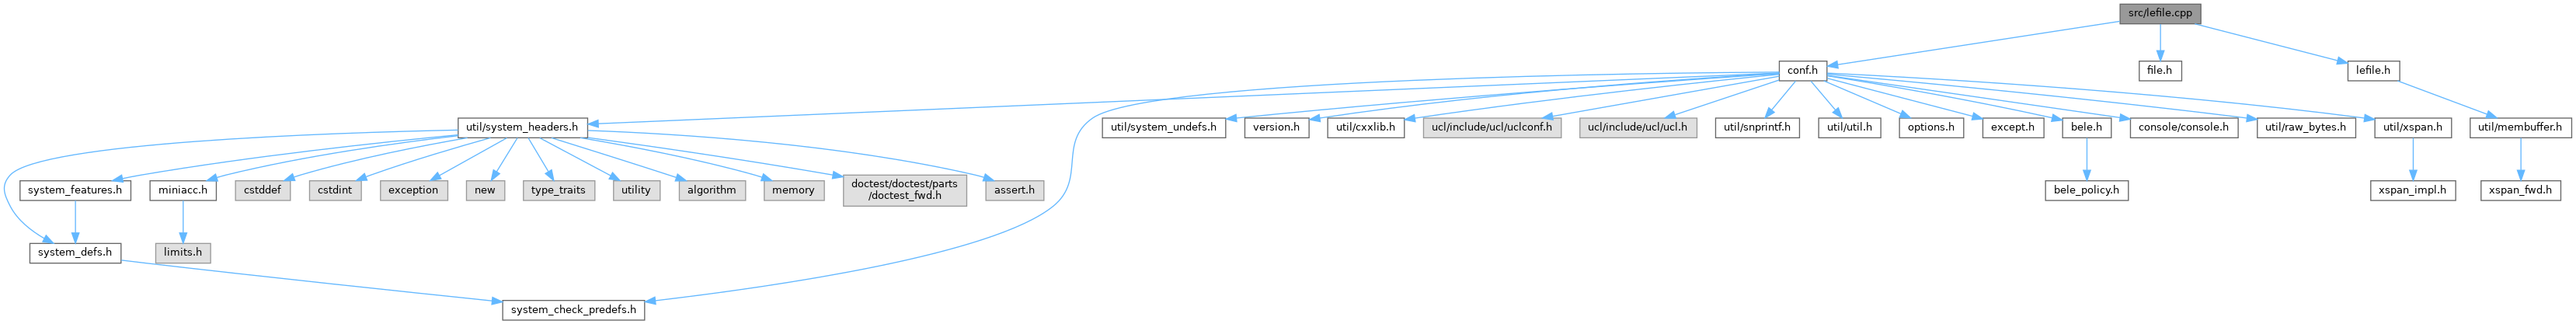 src/lefile.cpp
conf.h
file.h
lefile.h
util/system_headers.h
util/system_undefs.h
version.h
util/cxxlib.h
ucl/include/ucl/uclconf.h
ucl/include/ucl/ucl.h
util/snprintf.h
util/util.h
options.h
except.h
bele.h
console/console.h
util/raw_bytes.h
util/xspan.h
util/membuffer.h
system_features.h
miniacc.h
cstddef
cstdint
exception
new
type_traits
utility
algorithm
memory
doctest/doctest/parts
/doctest_fwd.h
assert.h
bele_policy.h
xspan_impl.h
xspan_fwd.h
system_defs.h
limits.h
system_check_predefs.h